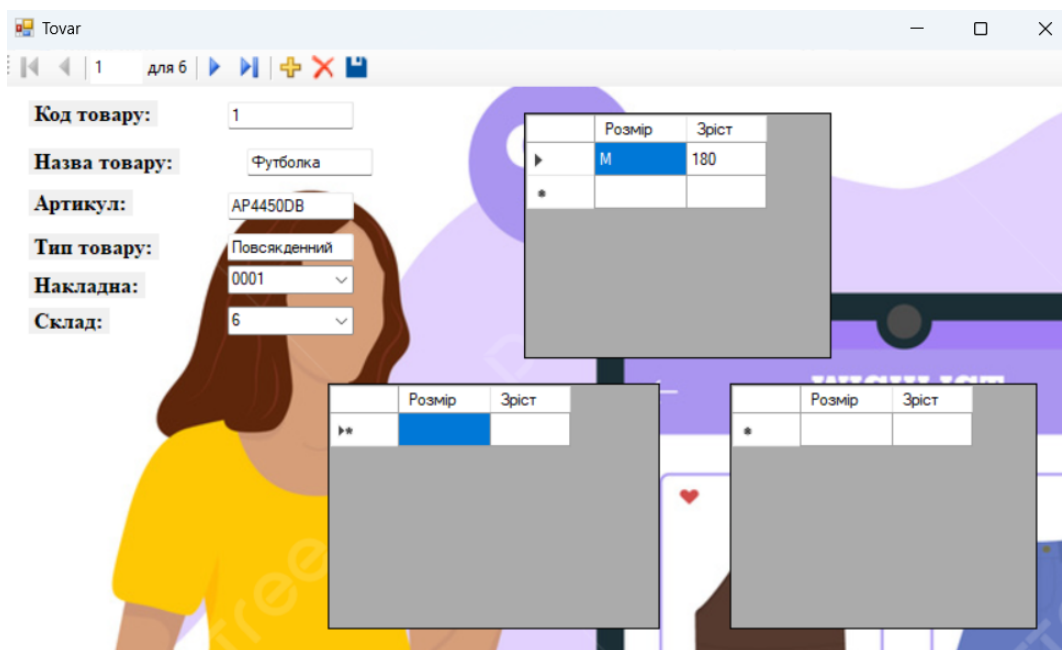 Tovar
1 для 6
Код товару: 1
Назва товару: Футболка
Артикул: AP4450DB
Тип товару: Повсякденний
Накладна: 0001
Склад: 6
Розмір Зріст
M 180
Розмір Зріст
Розмір Зріст